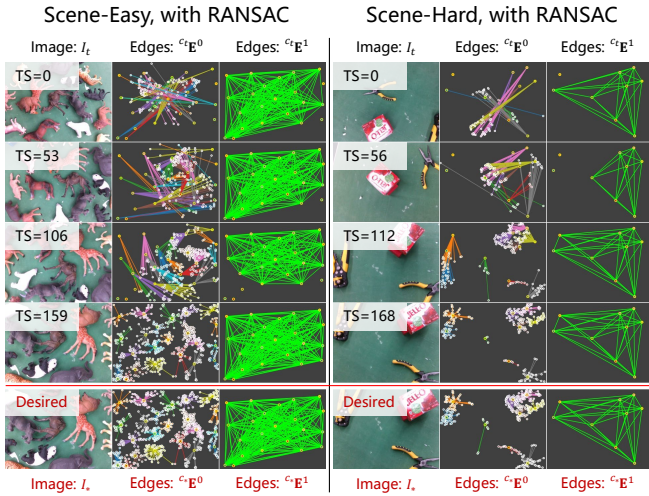 Scene-Easy, with RANSAC
Scene-Hard, with RANSAC
Image: Iₜ
Edges: ᶜᵗE⁰
Edges: ᶜᵗE¹
Image: Iₜ
Edges: ᶜᵗE⁰
Edges: ᶜᵗE¹
TS=0
TS=0
TS=53
TS=56
TS=106
TS=112
TS=159
TS=168
Desired
Desired
Image: I*
Edges: ᶜ*E⁰
Edges: ᶜ*E¹
Image: I*
Edges: ᶜ*E⁰
Edges: ᶜ*E¹